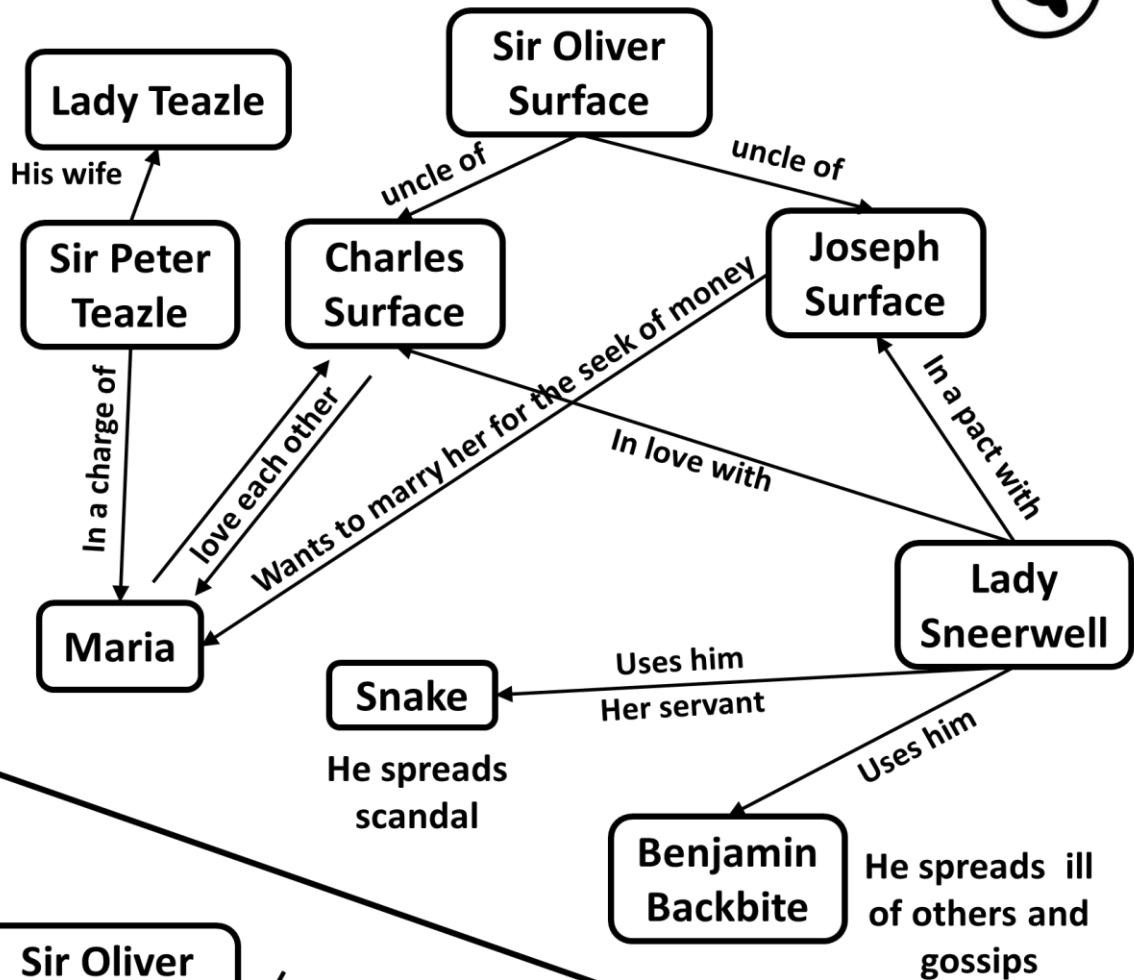 Sir Oliver
Surface
Lady Teazle
His wife
uncle of
uncle of
Sir Peter
Teazle
Charles
Surface
Joseph
Surface
In a charge of
love each other
Wants to marry her for the seek of money
In love with
In a pact with
Maria
Lady
Sneerwell
Snake
Uses him
Her servant
He spreads
scandal
Uses him
Benjamin
Backbite
He spreads ill
of others and
gossips
Sir Oliver